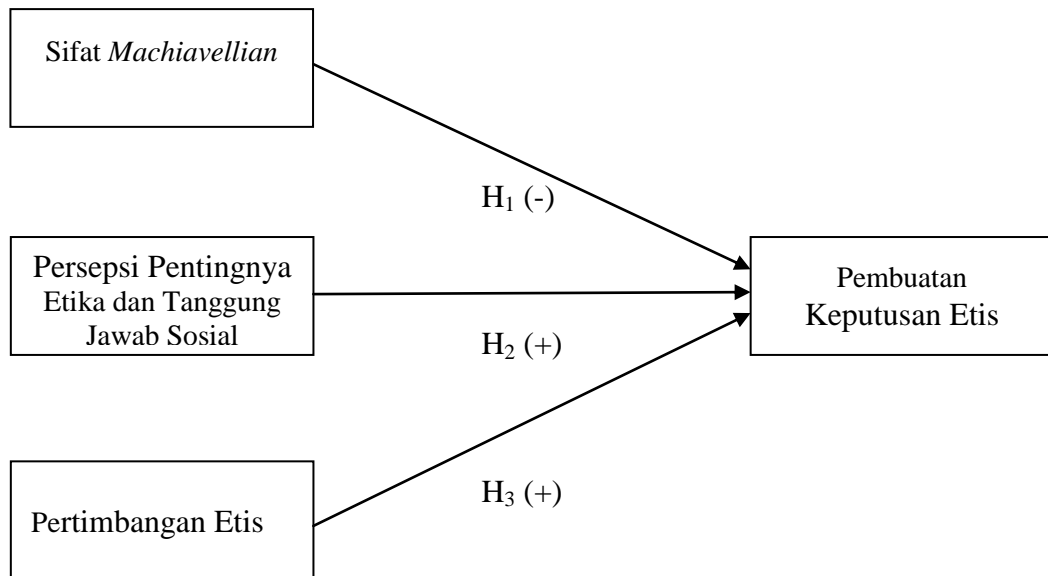 Sifat Machiavellian
H₁ (-)
Persepsi Pentingnya
Etika dan Tanggung
Jawab Sosial
Pembuatan
Keputusan Etis
H₂ (+)
H₃ (+)
Pertimbangan Etis